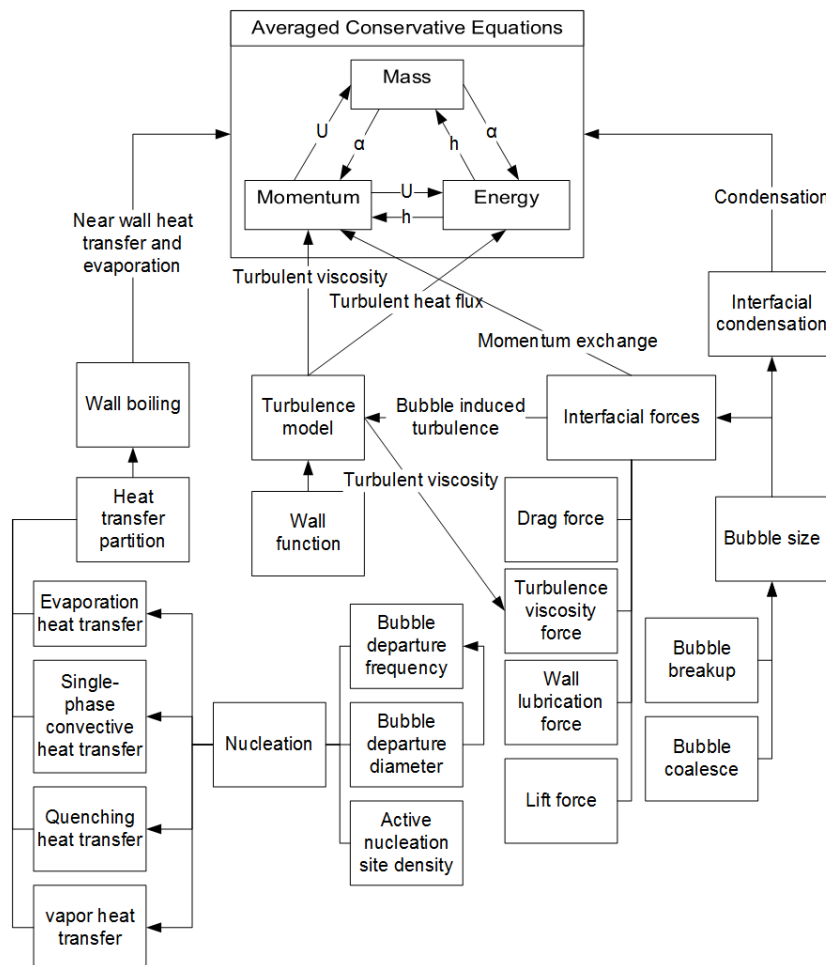 Averaged Conservative Equations
Mass
U
α
h
α
Momentum
U
h
Energy
Near wall heat
transfer and
evaporation
Condensation
Turbulent viscosity
Turbulent heat flux
Momentum exchange
Interfacial
condensation
Wall boiling
Turbulence
model
Bubble induced
turbulence
Interfacial forces
Heat
transfer
partition
Wall
function
Turbulent viscosity
Drag force
Bubble size
Evaporation
heat transfer
Single-
phase
convective
heat transfer
Quenching
heat transfer
vapor heat
transfer
Nucleation
Bubble
departure
frequency
Bubble
departure
diameter
Active
nucleation
site density
Turbulence
viscosity
force
Wall
lubrication
force
Lift force
Bubble
breakup
Bubble
coalesce